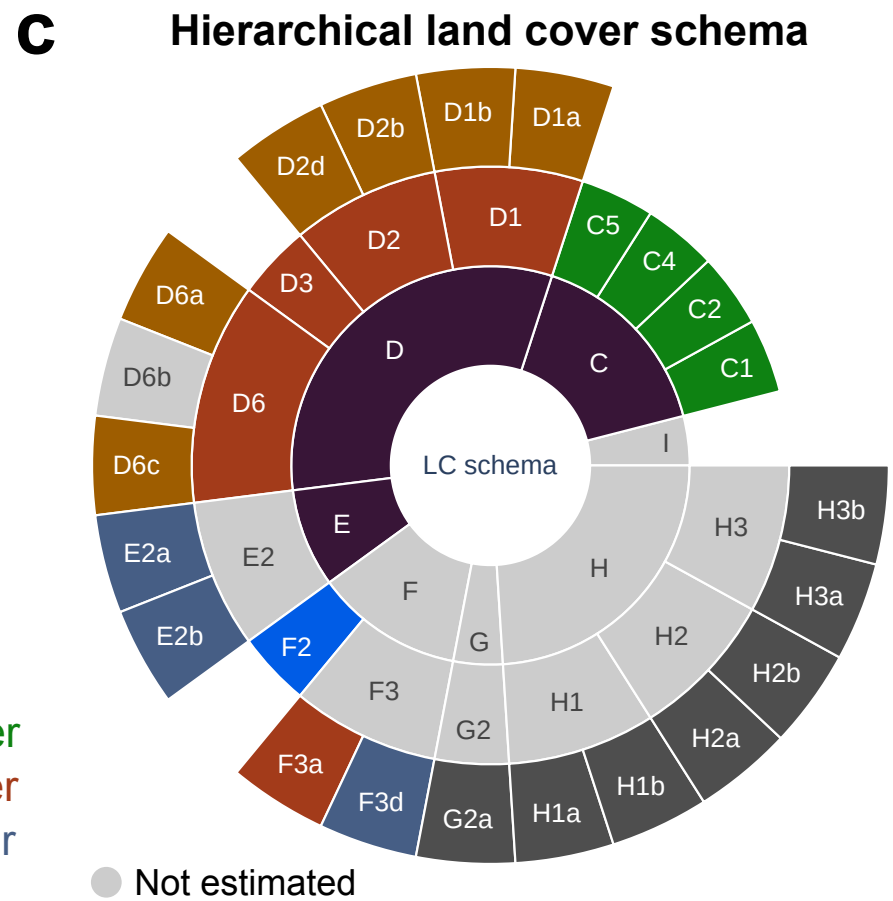 c Hierarchical land cover schema
D1b
D1a
D2b
D2d
C5
D1
D2
C4
D3
D6a
C2
D
C
C1
D6b
D6
I
LC schema
D6c
H3b
E
H3
E2a
E2
H
F
H3a
E2b
G
H2
F2
H2b
F3
H1
G2
H2a
F3a
H1b
F3d
H1a
G2a
er
er
r
Not estimated